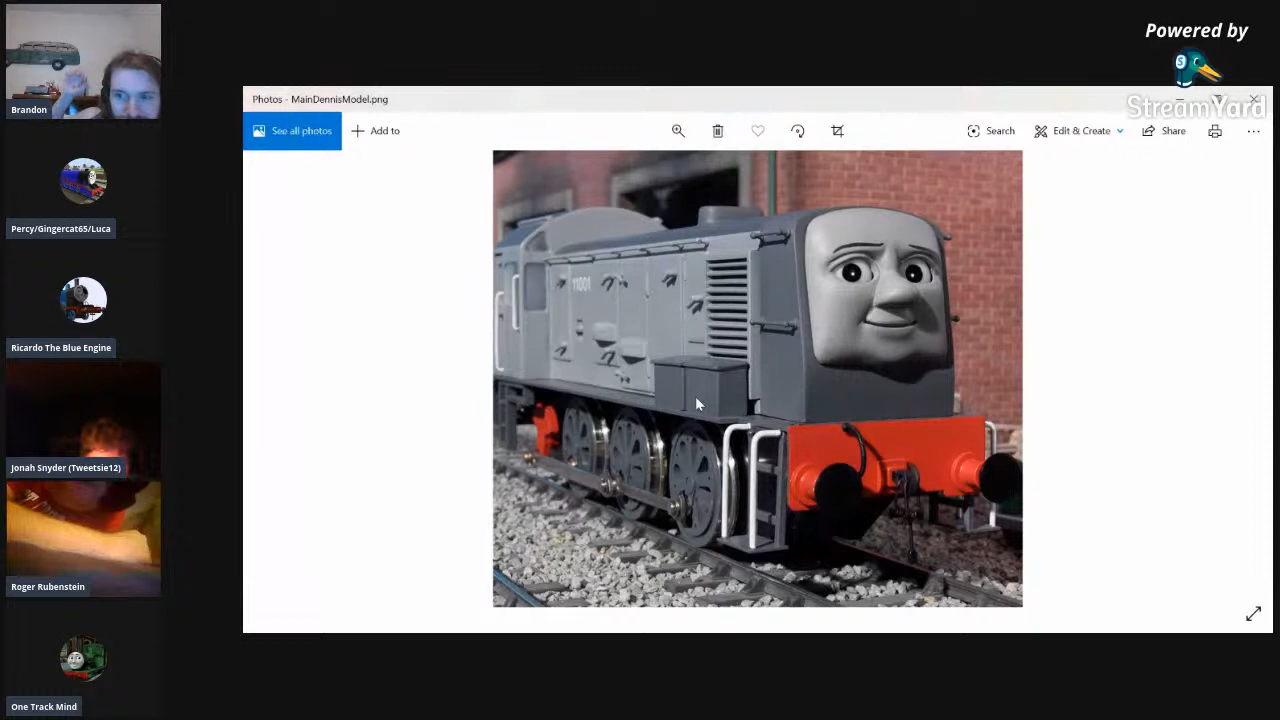 Powered by
StreamYard
Brandon
Percy/Gingercat65/Luca
Ricardo The Blue Engine
Jonah Snyder (Tweetsie12)
Roger Rubenstein
One Track Mind
Photos - MainDennisModel.png
See all photos
Add to
Search
Edit & Create
Share
11001